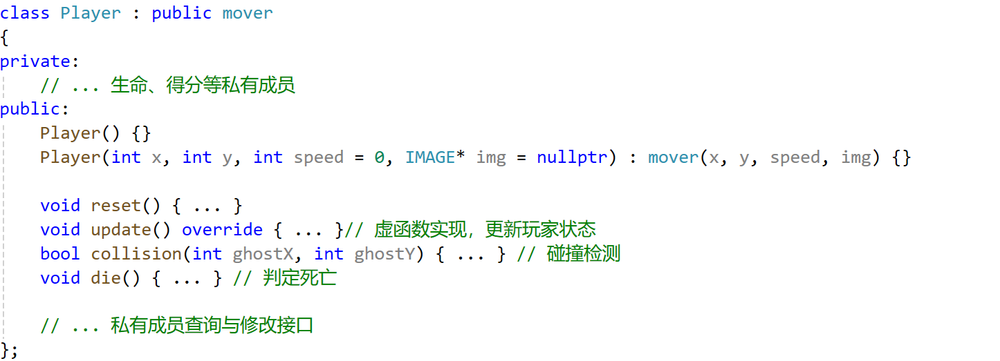 class Player : public mover
{
private:
    // ... 生命、得分等私有成员
public:
    Player() {}
    Player(int x, int y, int speed = 0, IMAGE* img = nullptr) : mover(x, y, speed, img) {}
    void reset() { ... }
    void update() override { ... }// 虚函数实现，更新玩家状态
    bool collision(int ghostX, int ghostY) { ... } // 碰撞检测
    void die() { ... } // 判定死亡
    // ... 私有成员查询与修改接口
};